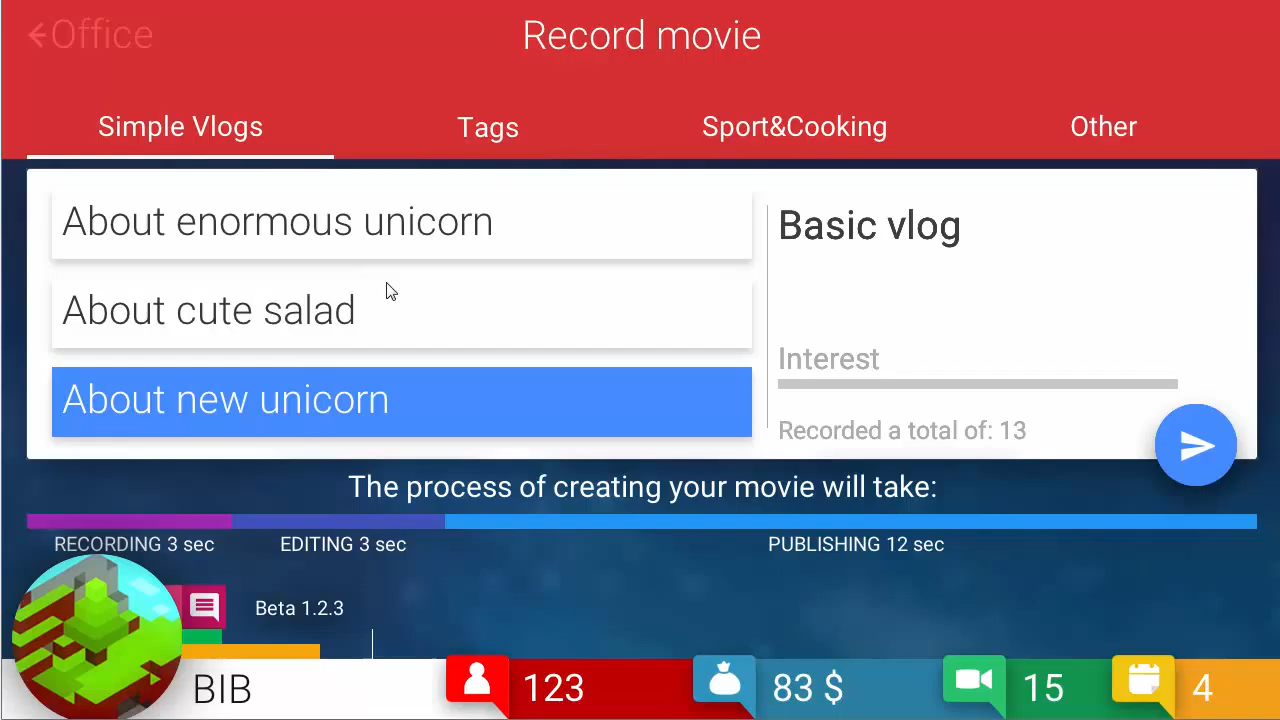 Office
Record movie
Simple Vlogs
Tags
Sport&Cooking
Other
About enormous unicorn
About cute salad
About new unicorn
Basic vlog
Interest
Recorded a total of: 13
The process of creating your movie will take:
RECORDING 3 sec
EDITING 3 sec
PUBLISHING 12 sec
Beta 1.2.3
BIB
123
83 $
15
4